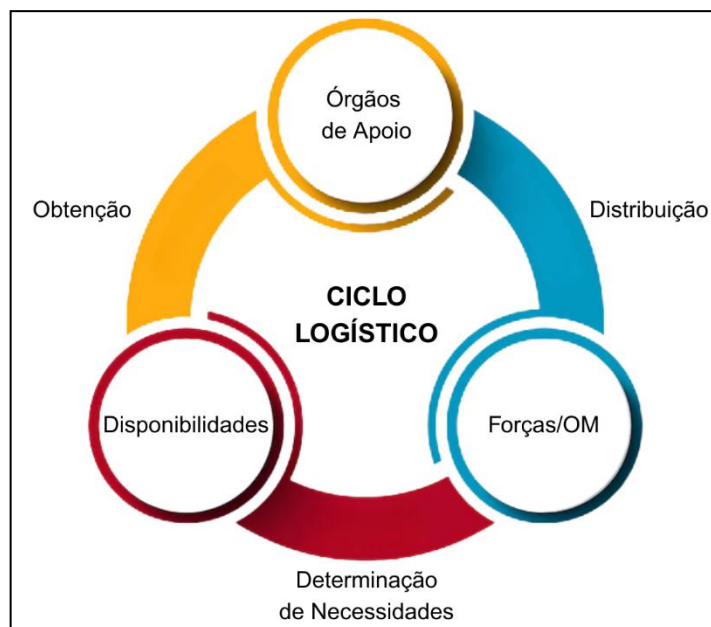 Órgãos
de Apoio
Obtenção
Distribuição
CICLO
LOGÍSTICO
Disponibilidades
Forças/OM
Determinação
de Necessidades